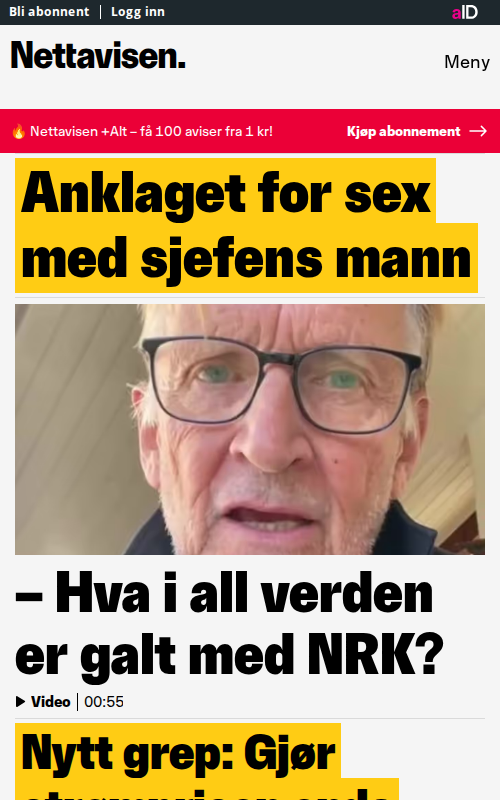 Bli abonnent | Logg inn
aID
Nettavisen.
Meny
🔥 Nettavisen +Alt – få 100 aviser fra 1 kr!
Kjøp abonnement →
Anklaget for sex
med sjefens mann
– Hva i all verden
er galt med NRK?
Video | 00:55
Nytt grep: Gjør